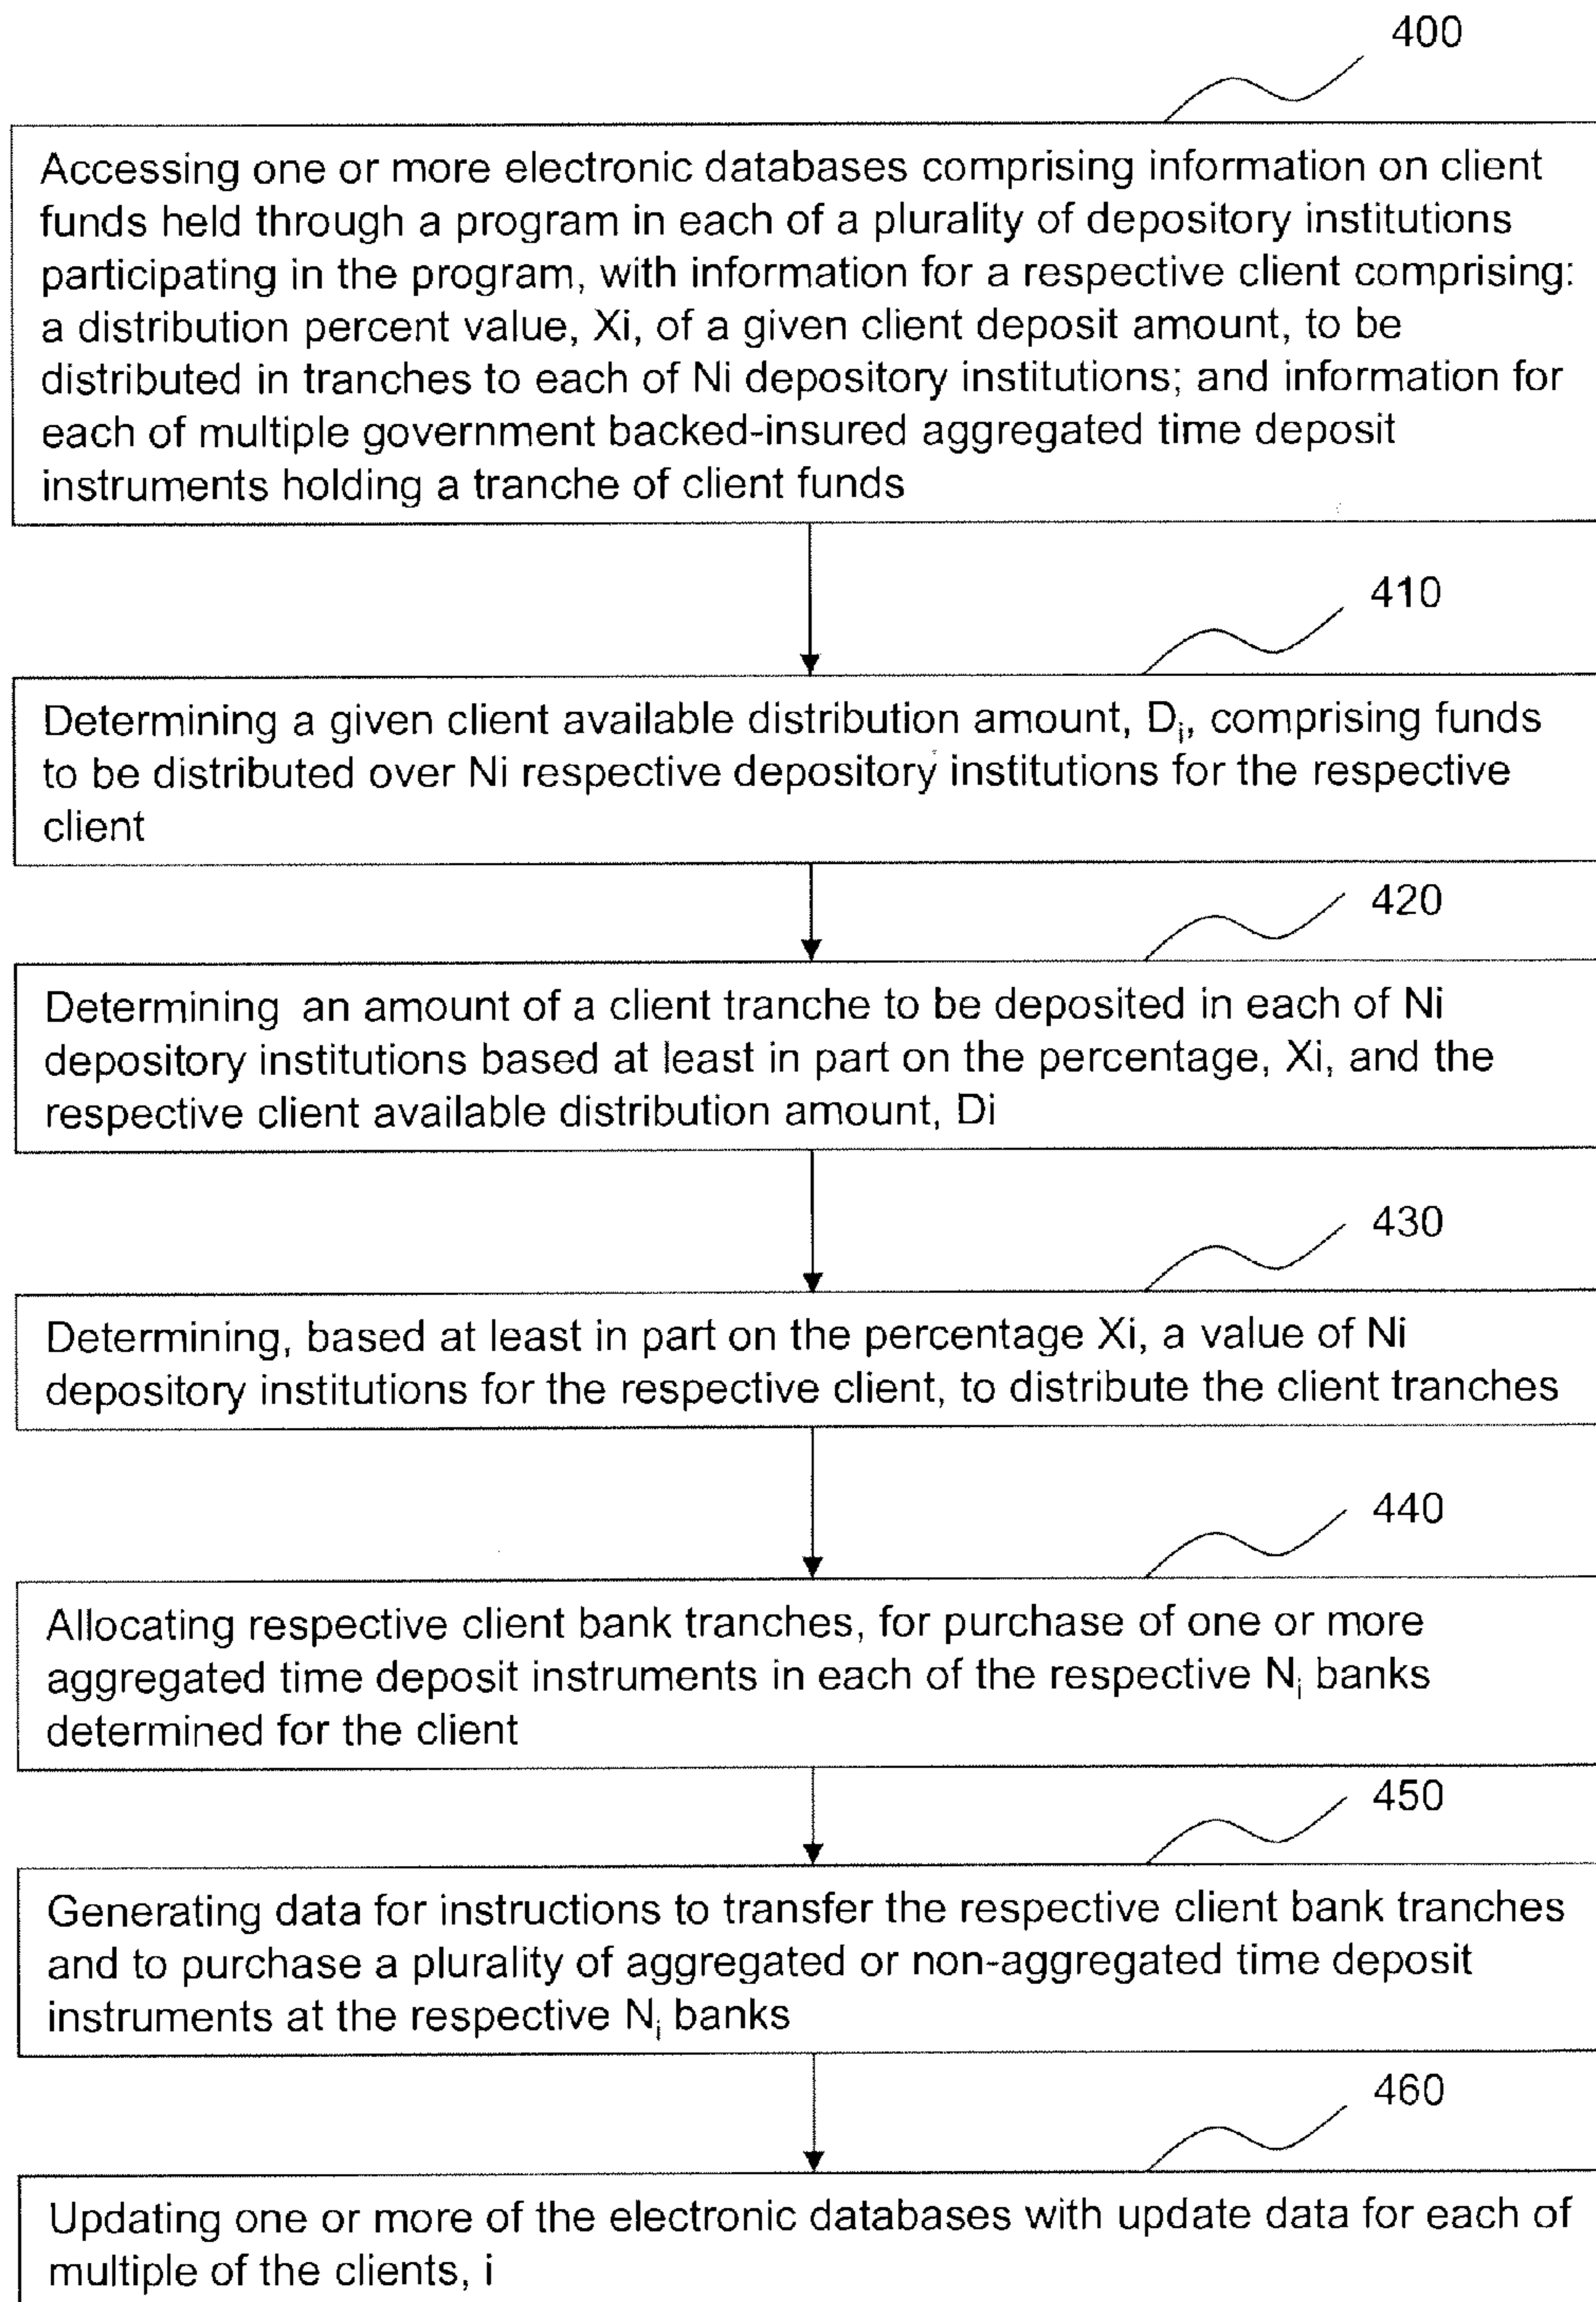 400
Accessing one or more electronic databases comprising information on client
funds held through a program in each of a plurality of depository institutions
participating in the program, with information for a respective client comprising:
a distribution percent value, Xi, of a given client deposit amount, to be
distributed in tranches to each of Ni depository institutions; and information for
each of multiple government backed-insured aggregated time deposit
instruments holding a tranche of client funds
410
Determining a given client available distribution amount, Di, comprising funds
to be distributed over Ni respective depository institutions for the respective
client
420
Determining an amount of a client tranche to be deposited in each of Ni
depository institutions based at least in part on the percentage, Xi, and the
respective client available distribution amount, Di
430
Determining, based at least in part on the percentage Xi, a value of Ni
depository institutions for the respective client, to distribute the client tranches
440
Allocating respective client bank tranches, for purchase of one or more
aggregated time deposit instruments in each of the respective Ni banks
determined for the client
450
Generating data for instructions to transfer the respective client bank tranches
and to purchase a plurality of aggregated or non-aggregated time deposit
instruments at the respective Ni banks
460
Updating one or more of the electronic databases with update data for each of
multiple of the clients, i